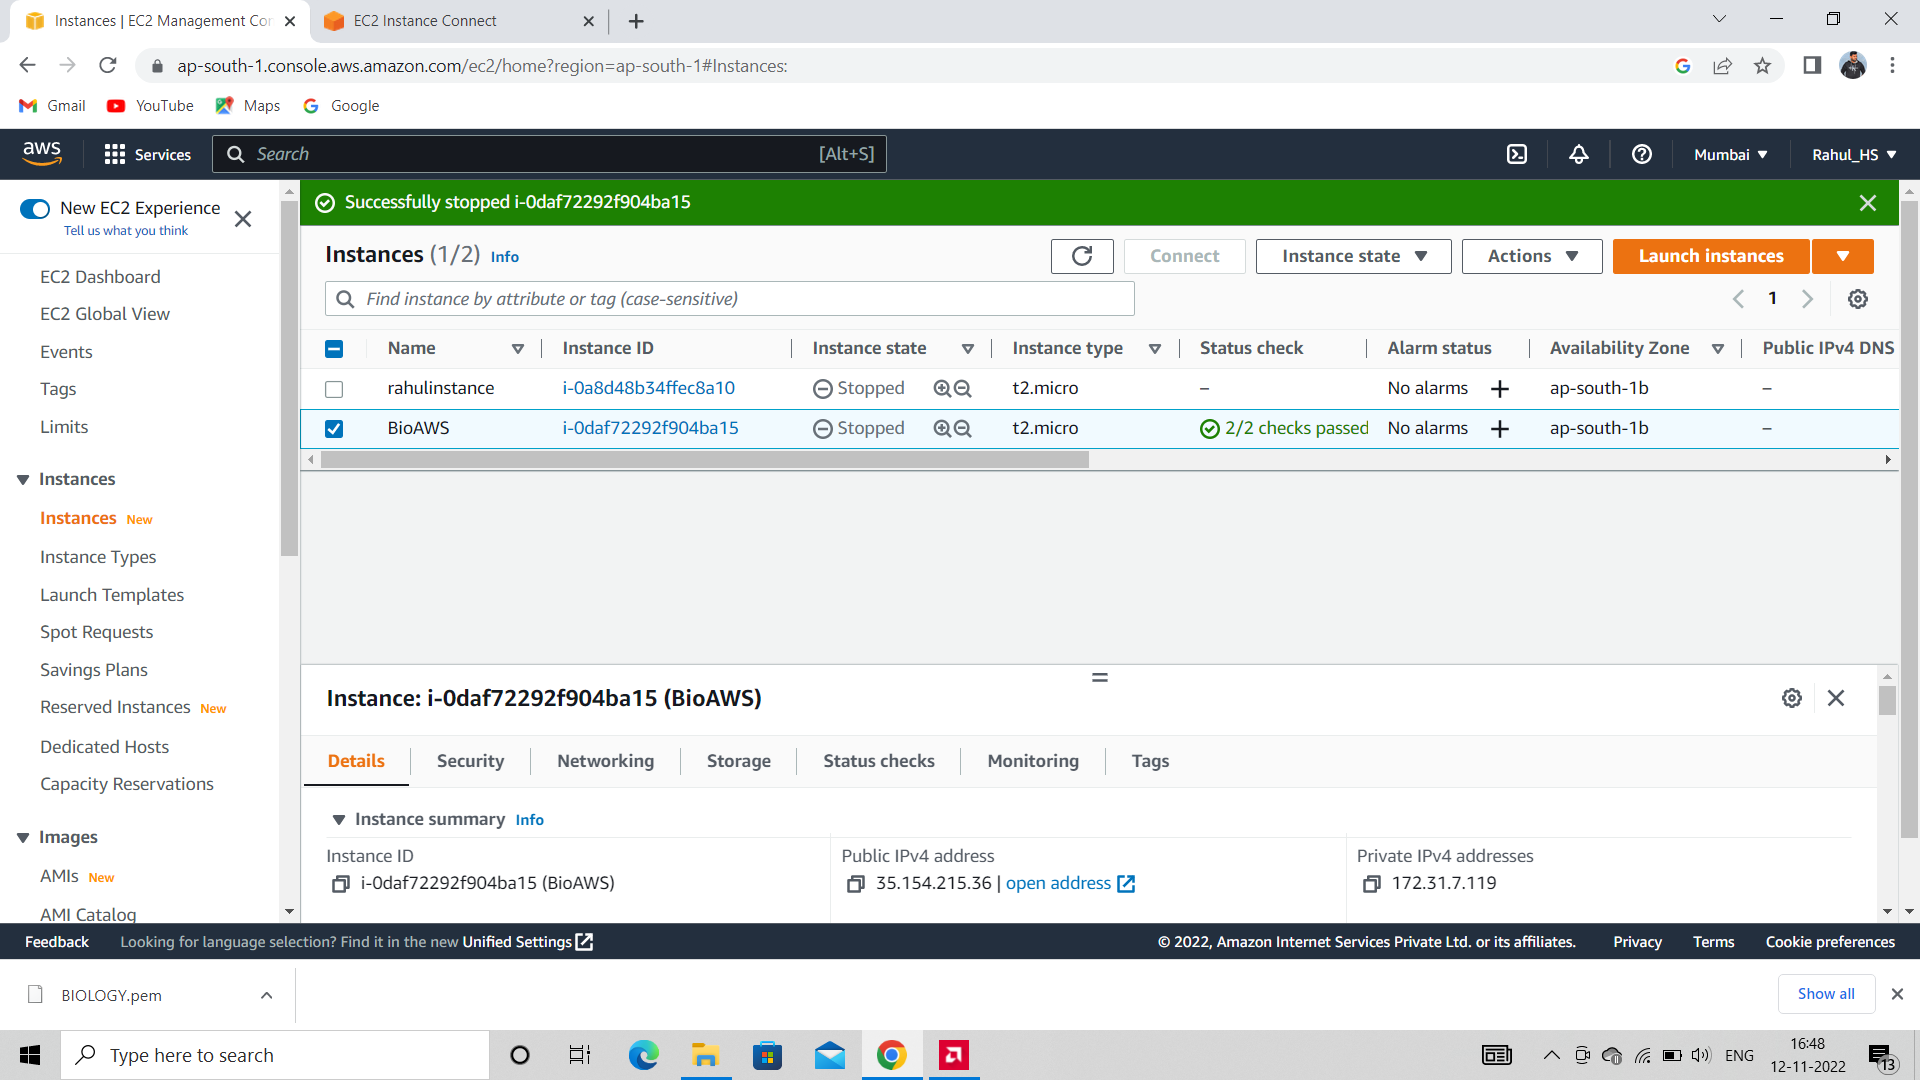 Instances | EC2 Management Con
EC2 Instance Connect
ap-south-1.console.aws.amazon.com/ec2/home?region=ap-south-1#Instances:
Gmail YouTube Maps Google
aws Services Search [Alt+S] Mumbai Rahul_HS
New EC2 Experience
Tell us what you think
EC2 Dashboard
EC2 Global View
Events
Tags
Limits
Instances
Instances New
Instance Types
Launch Templates
Spot Requests
Savings Plans
Reserved Instances New
Dedicated Hosts
Capacity Reservations
Images
AMIs New
AMI Catalog
Successfully stopped i-0daf72292f904ba15
Instances (1/2) Info
Connect Instance state Actions Launch instances
Find instance by attribute or tag (case-sensitive)
1
Name Instance ID Instance state Instance type Status check Alarm status Availability Zone Public IPv4 DNS
rahulinstance i-0a8d48b34ffec8a10 Stopped t2.micro – No alarms ap-south-1b –
BioAWS i-0daf72292f904ba15 Stopped t2.micro 2/2 checks passed No alarms ap-south-1b –
Instance: i-0daf72292f904ba15 (BioAWS)
Details Security Networking Storage Status checks Monitoring Tags
Instance summary Info
Instance ID Public IPv4 address Private IPv4 addresses
i-0daf72292f904ba15 (BioAWS) 35.154.215.36 | open address 172.31.7.119
Feedback Looking for language selection? Find it in the new Unified Settings © 2022, Amazon Internet Services Private Ltd. or its affiliates. Privacy Terms Cookie preferences
BIOLOGY.pem Show all
Type here to search ENG 16:48
12-11-2022 13